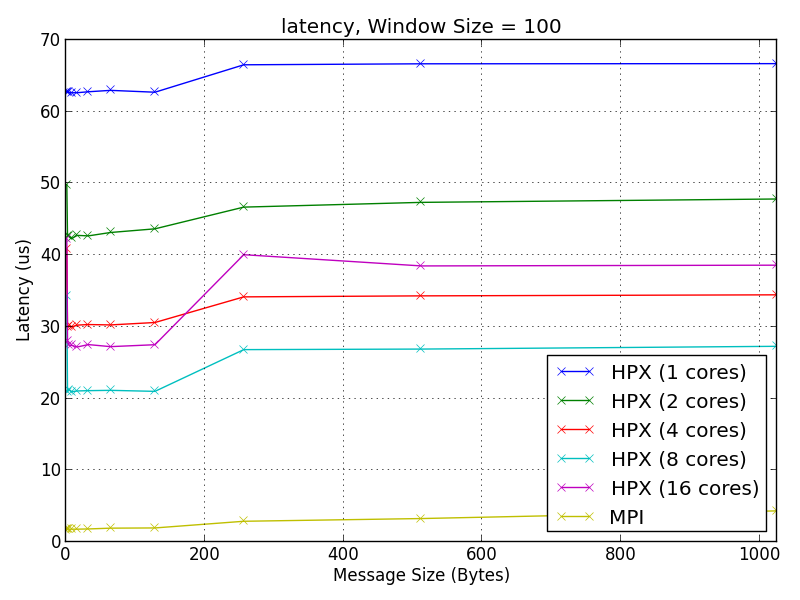 latency, Window Size = 100
70
60
50
40
30
20
10
0
Latency (us)
0 200 400 600 800 1000
Message Size (Bytes)
HPX (1 cores)
HPX (2 cores)
HPX (4 cores)
HPX (8 cores)
HPX (16 cores)
MPI